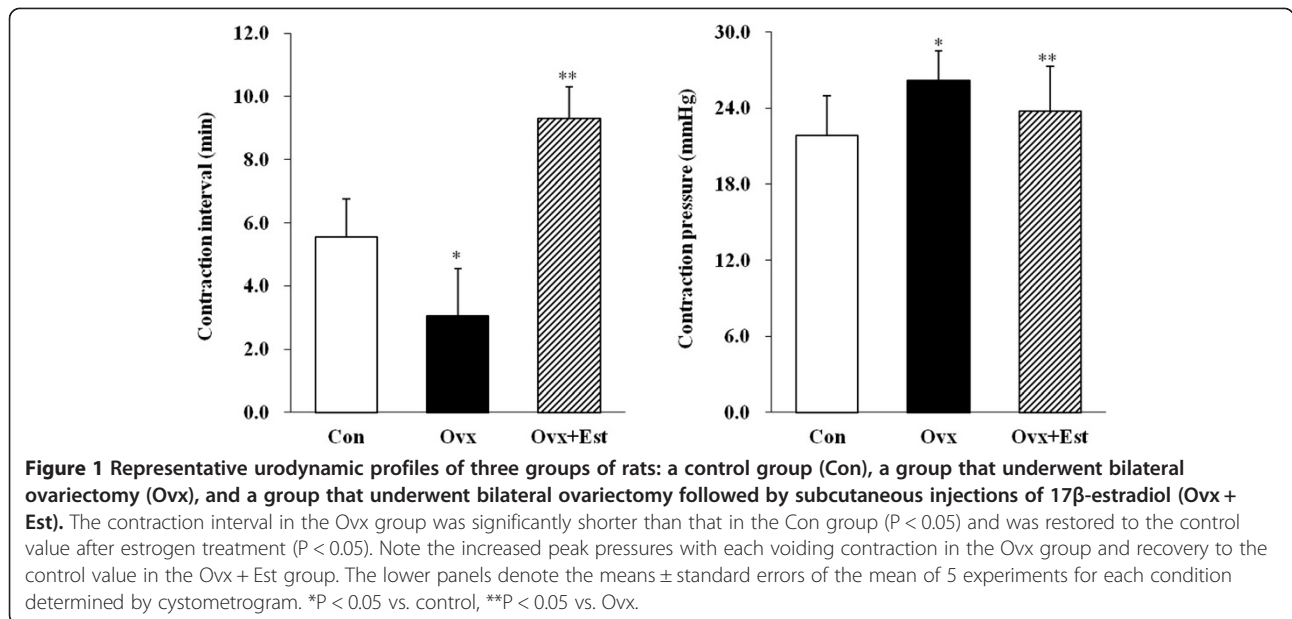 12.0
10.0
8.0
6.0
4.0
2.0
0.0
Contraction interval (min)
*
**
Con Ovx Ovx+Est
30.0
24.0
18.0
12.0
6.0
0.0
Contraction pressure (mmHg)
*
**
Con Ovx Ovx+Est
Figure 1 Representative urodynamic profiles of three groups of rats: a control group (Con), a group that underwent bilateral
ovariectomy (Ovx), and a group that underwent bilateral ovariectomy followed by subcutaneous injections of 17β-estradiol (Ovx +
Est). The contraction interval in the Ovx group was significantly shorter than that in the Con group (P < 0.05) and was restored to the control
value after estrogen treatment (P < 0.05). Note the increased peak pressures with each voiding contraction in the Ovx group and recovery to the
control value in the Ovx + Est group. The lower panels denote the means ± standard errors of the mean of 5 experiments for each condition
determined by cystometrogram. *P < 0.05 vs. control, **P < 0.05 vs. Ovx.